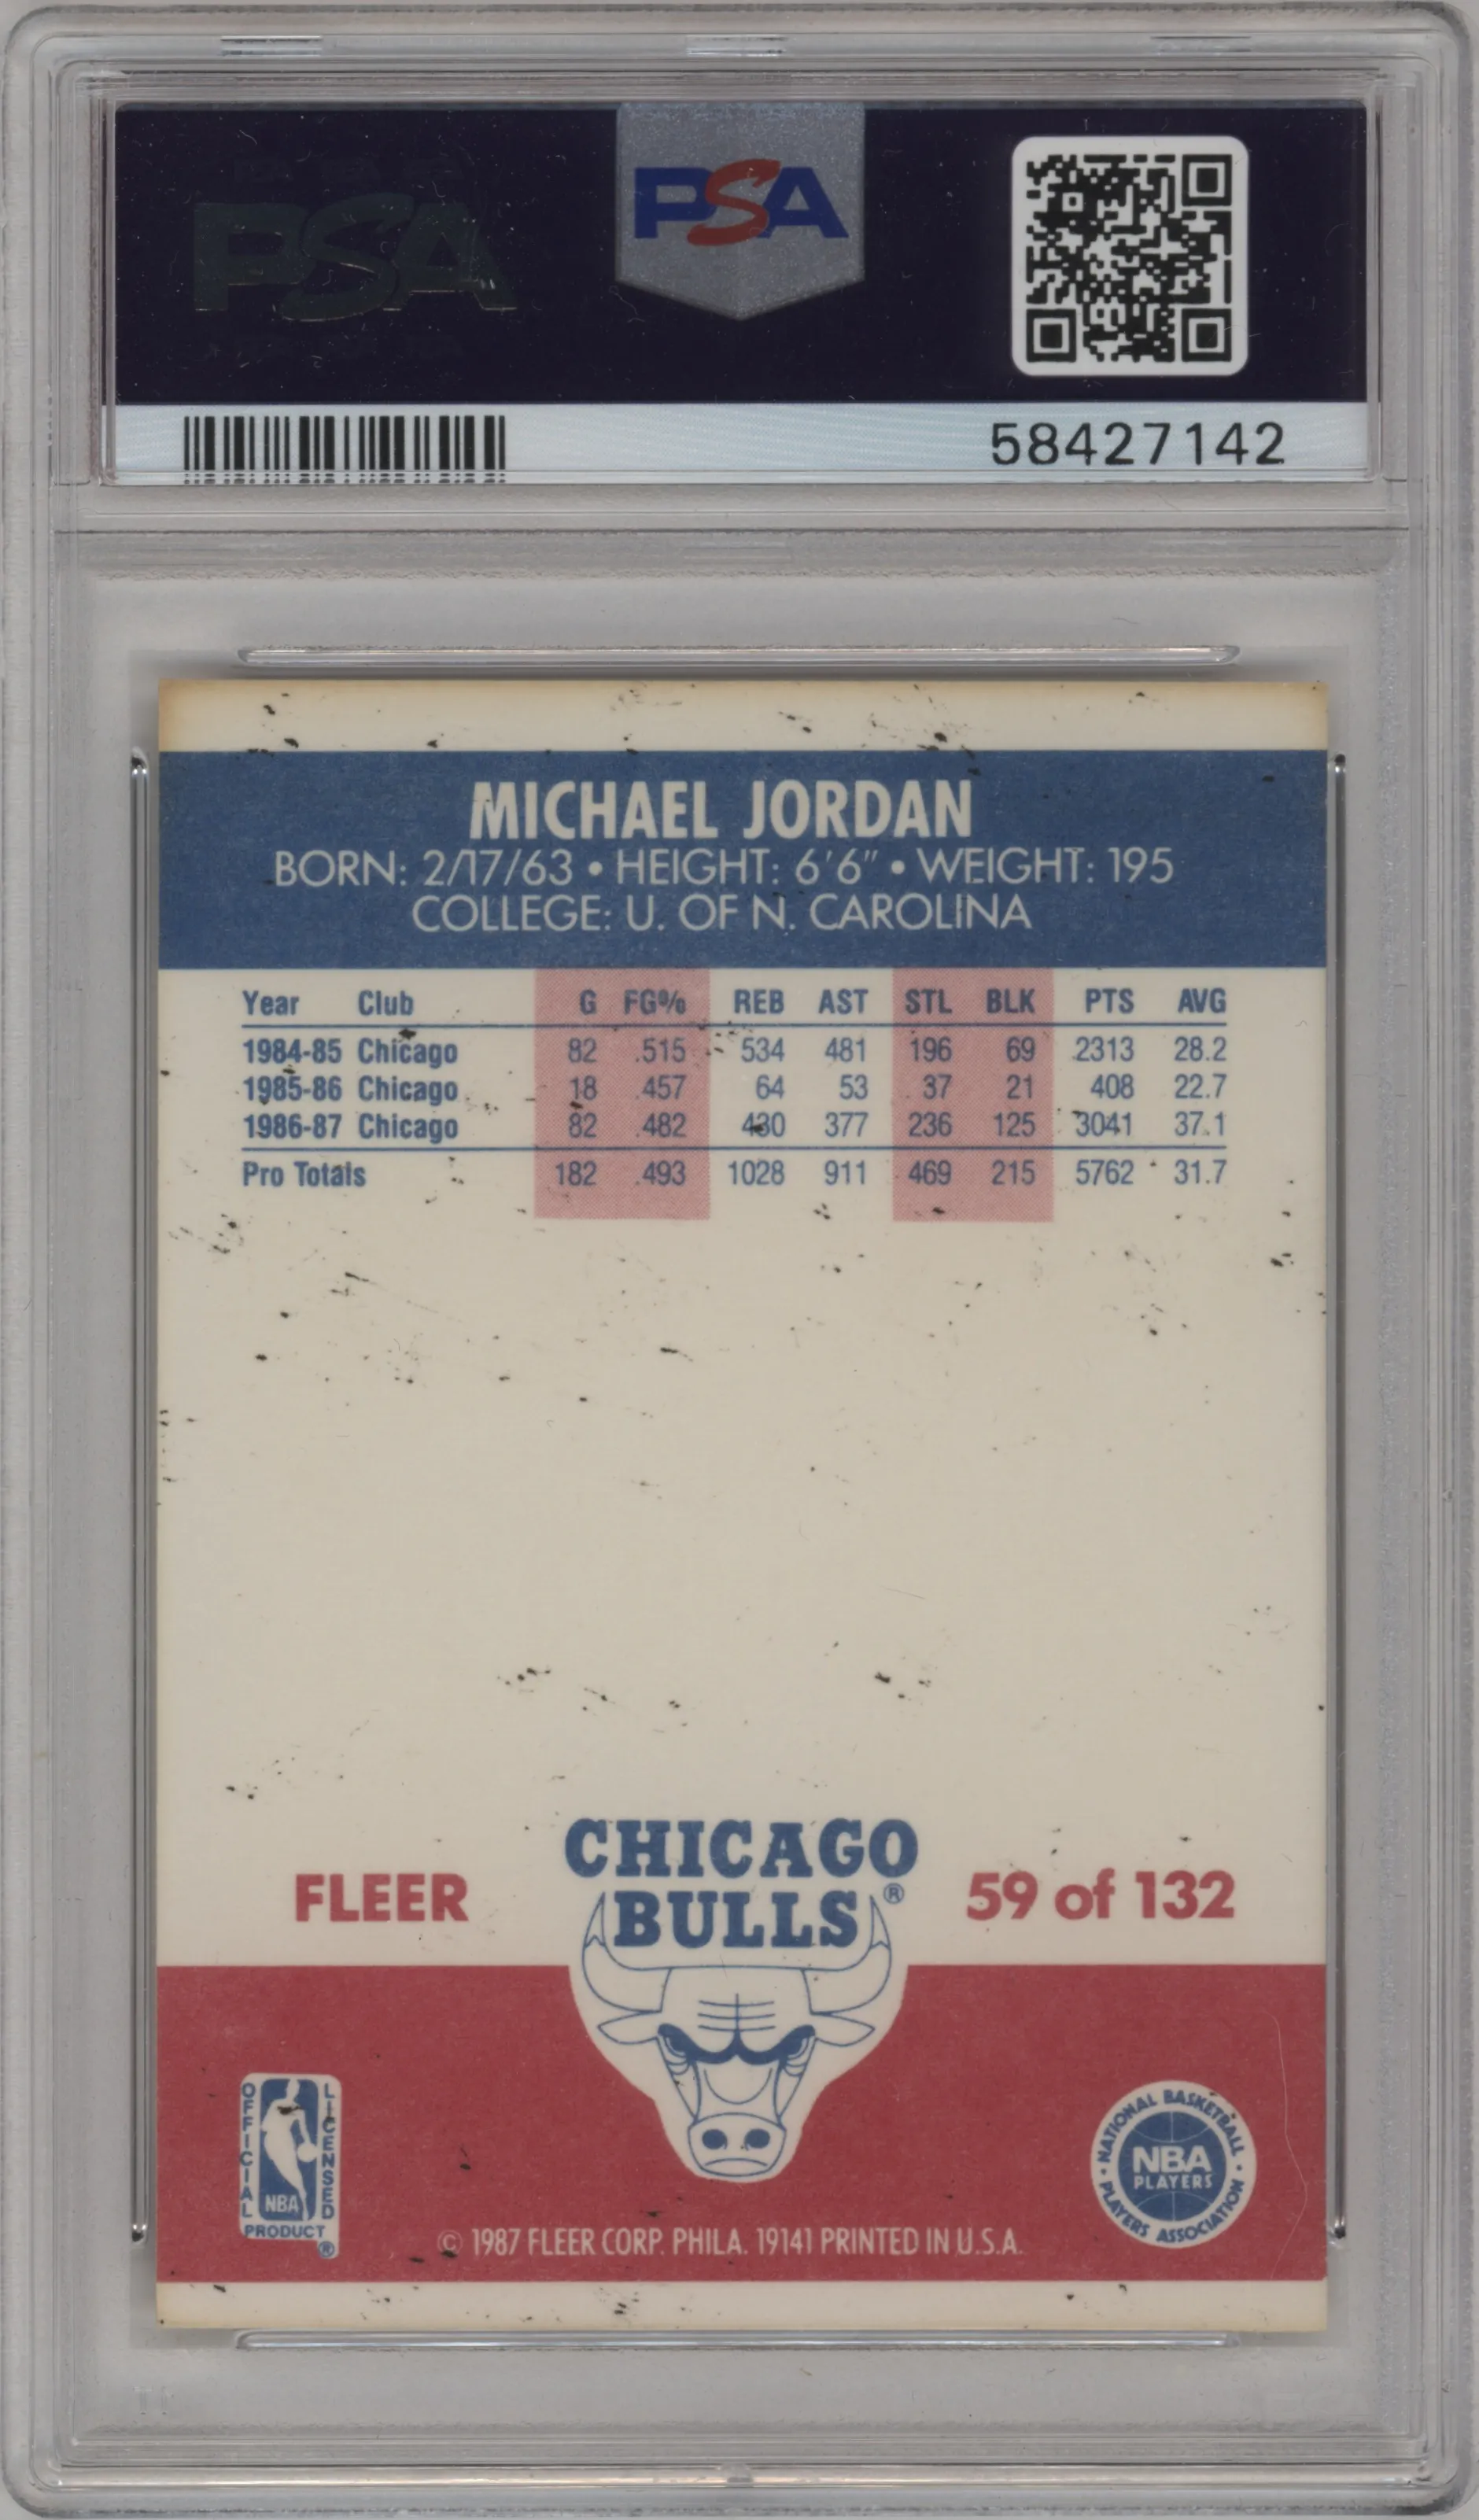 PSA
PSA
58427142
MICHAEL JORDAN
BORN: 2/17/63 • HEIGHT: 6'6" • WEIGHT: 195
COLLEGE: U. OF N. CAROLINA
Year Club G FG% REB AST STL BLK PTS AVG
1984-85 Chicago 82 .515 534 481 196 69 2313 28.2
1985-86 Chicago 18 .457 64 53 37 21 408 22.7
1986-87 Chicago 82 .482 430 377 236 125 3041 37.1
Pro Totals 182 .493 1028 911 469 215 5762 31.7
CHICAGO
BULLS ®
FLEER
59 of 132
OFFICIAL
LICENSED
NBA
PRODUCT
®
NATIONAL BASKETBALL
• PLAYERS ASSOCIATION •
NBA
PLAYERS
© 1987 FLEER CORP. PHILA. 19141 PRINTED IN U.S.A.